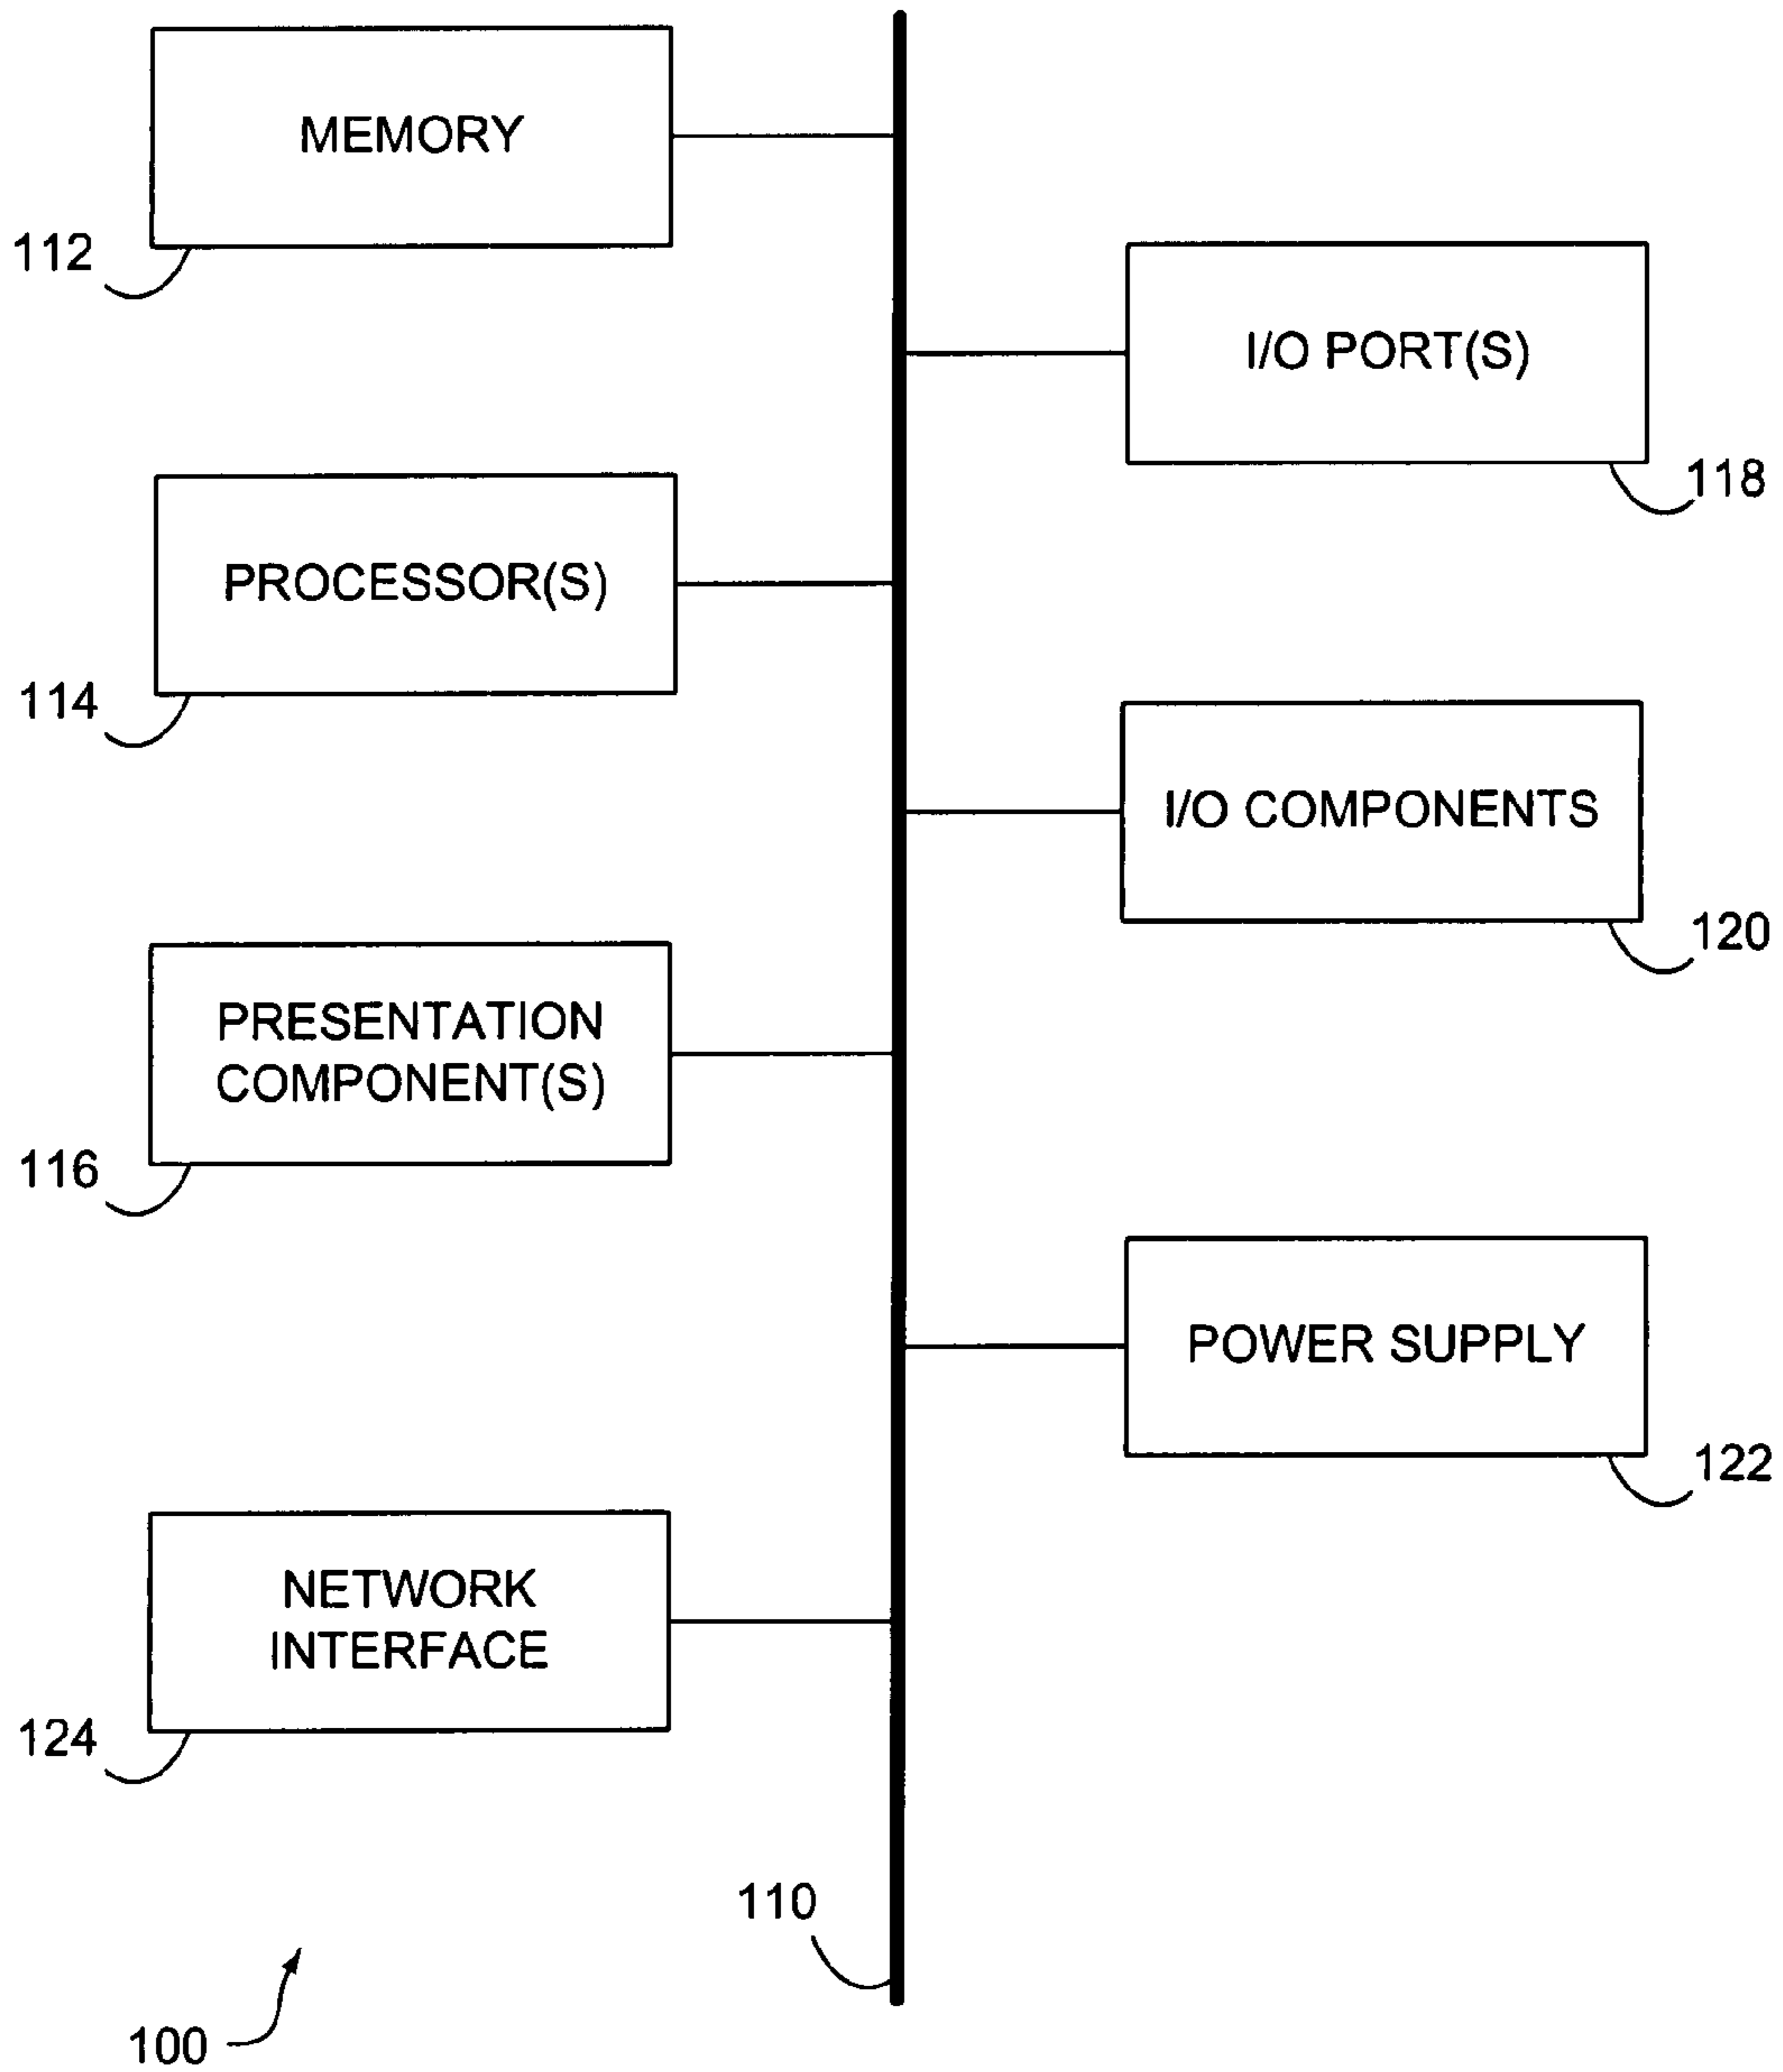 MEMORY
112
I/O PORT(S)
118
PROCESSOR(S)
114
I/O COMPONENTS
120
PRESENTATION
COMPONENT(S)
116
POWER SUPPLY
122
NETWORK
INTERFACE
124
110
100